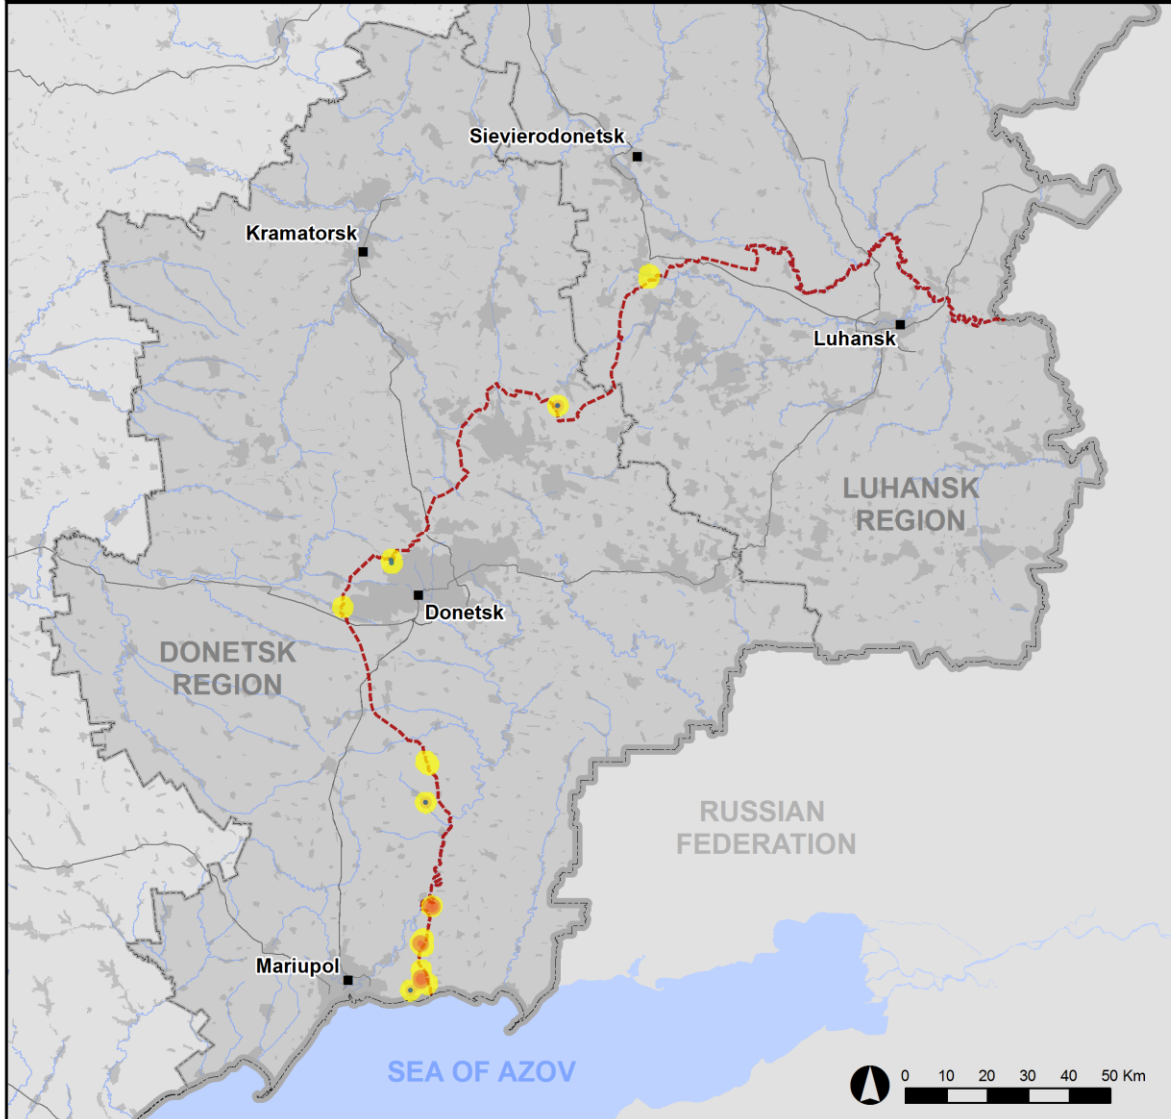 Sievierodonetsk
Kramatorsk
Luhansk
LUHANSK
REGION
Donetsk
DONETSK
REGION
RUSSIAN
FEDERATION
Mariupol
SEA OF AZOV
0 10 20 30 40 50 Km